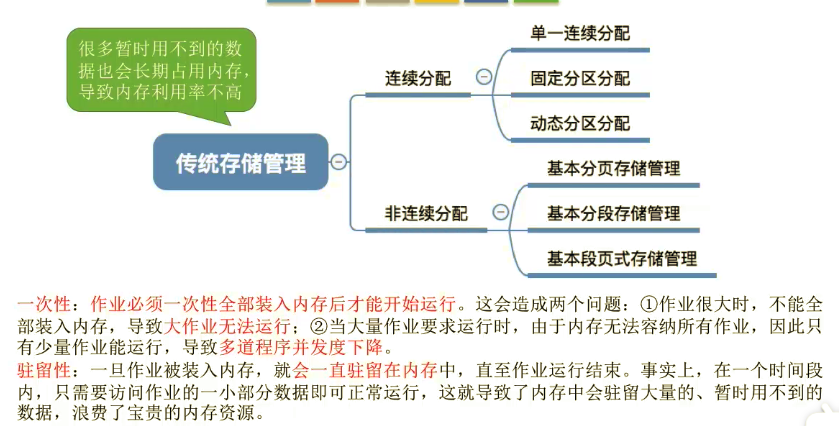 很多暂时用不到的数
据也会长期占用内存，
导致内存利用率不高
传统存储管理
连续分配
单一连续分配
固定分区分配
动态分区分配
非连续分配
基本分页存储管理
基本分段存储管理
基本段页式存储管理
一次性：作业必须一次性全部装入内存后才能开始运行。这会造成两个问题：①作业很大时，不能全
部装入内存，导致大作业无法运行；②当大量作业要求运行时，由于内存无法容纳所有作业，因此只
有少量作业能运行，导致多道程序并发度下降。
驻留性：一旦作业被装入内存，就会一直驻留在内存中，直至作业运行结束。事实上，在一个时间段
内，只需要访问作业的一小部分数据即可正常运行，这就导致了内存中会驻留大量的、暂时用不到的
数据，浪费了宝贵的内存资源。